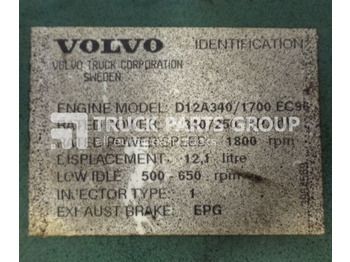 VOLVO IDENTIFICATION
VOLVO TRUCK CORPORATION
SWEDEN
ENGINE MODEL: D12A340/1700 EC96
TRUCK PARTS GROUP
SPEED: 1800 rpm
DISPLACEMENT: 12,1 litre
LOW IDLE: 500 - 650 rpm
INJECTOR TYPE: 1
EXHAUST BRAKE: EPG